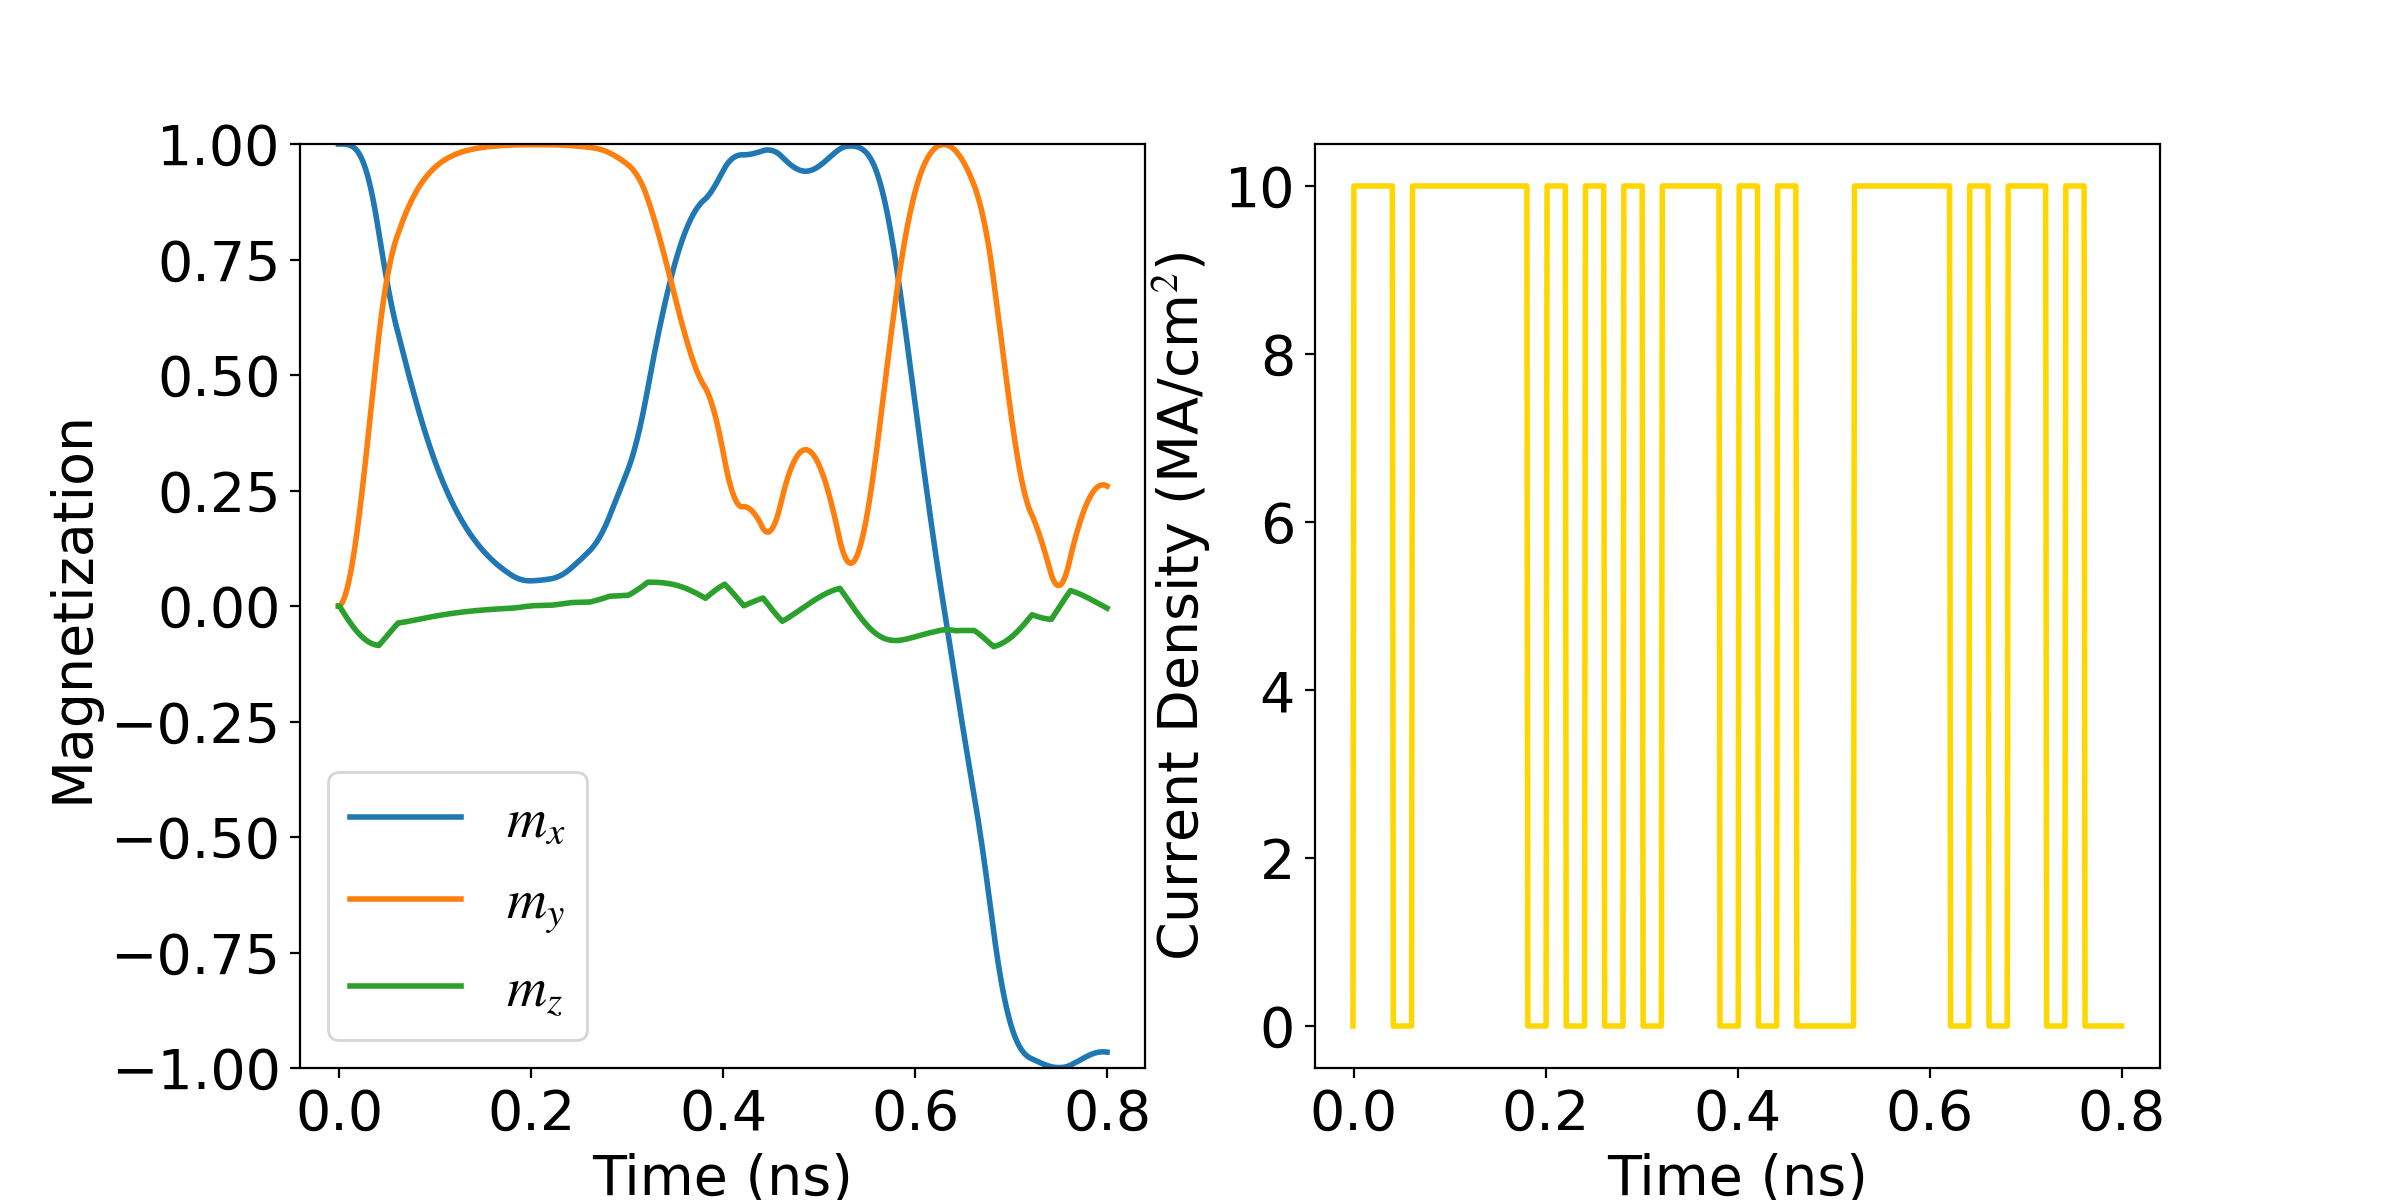 1.00
0.75
0.50
0.25
0.00
−0.25
−0.50
−0.75
−1.00
Magnetization
m_x
m_y
m_z
0.0 0.2 0.4 0.6 0.8
Time (ns)
10
8
6
4
2
0
Current Density (MA/cm²)
0.0 0.2 0.4 0.6 0.8
Time (ns)